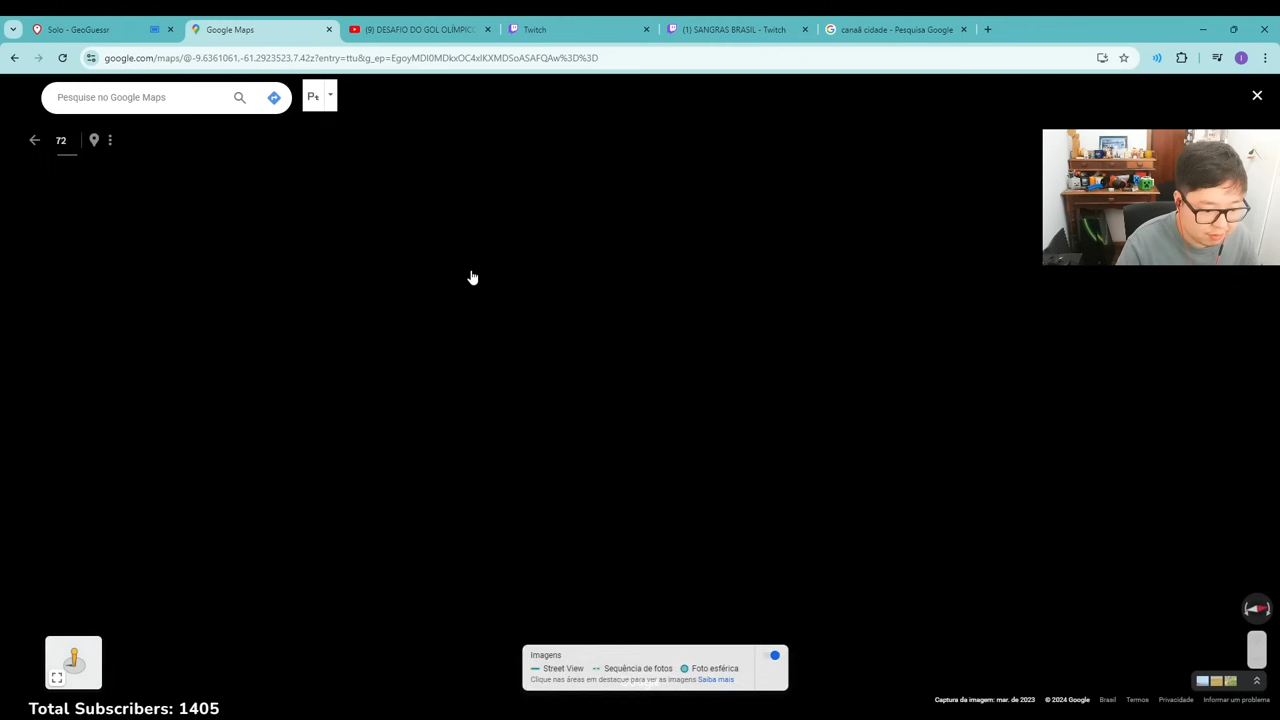 Solo - GeoGuessr
Google Maps
(9) DESAFIO DO GOL OLÍMPIC
Twitch
(1) SANGRAS BRASIL - Twitch
canaã cidade - Pesquisa Google
google.com/maps/@-9.6361061,-61.2923523,7.42z?entry=ttu&g_ep=EgoyMDI0MDkxOC4xIKXMDSoASAFQAw%3D%3D
Pesquise no Google Maps
72
Imagens
Street View
Sequência de fotos
Foto esférica
Clique nas áreas em destaque para ver as imagens Saiba mais
Captura da imagem: mar. de 2023 © 2024 Google Brasil Termos Privacidade Informar um problema
Total Subscribers: 1405